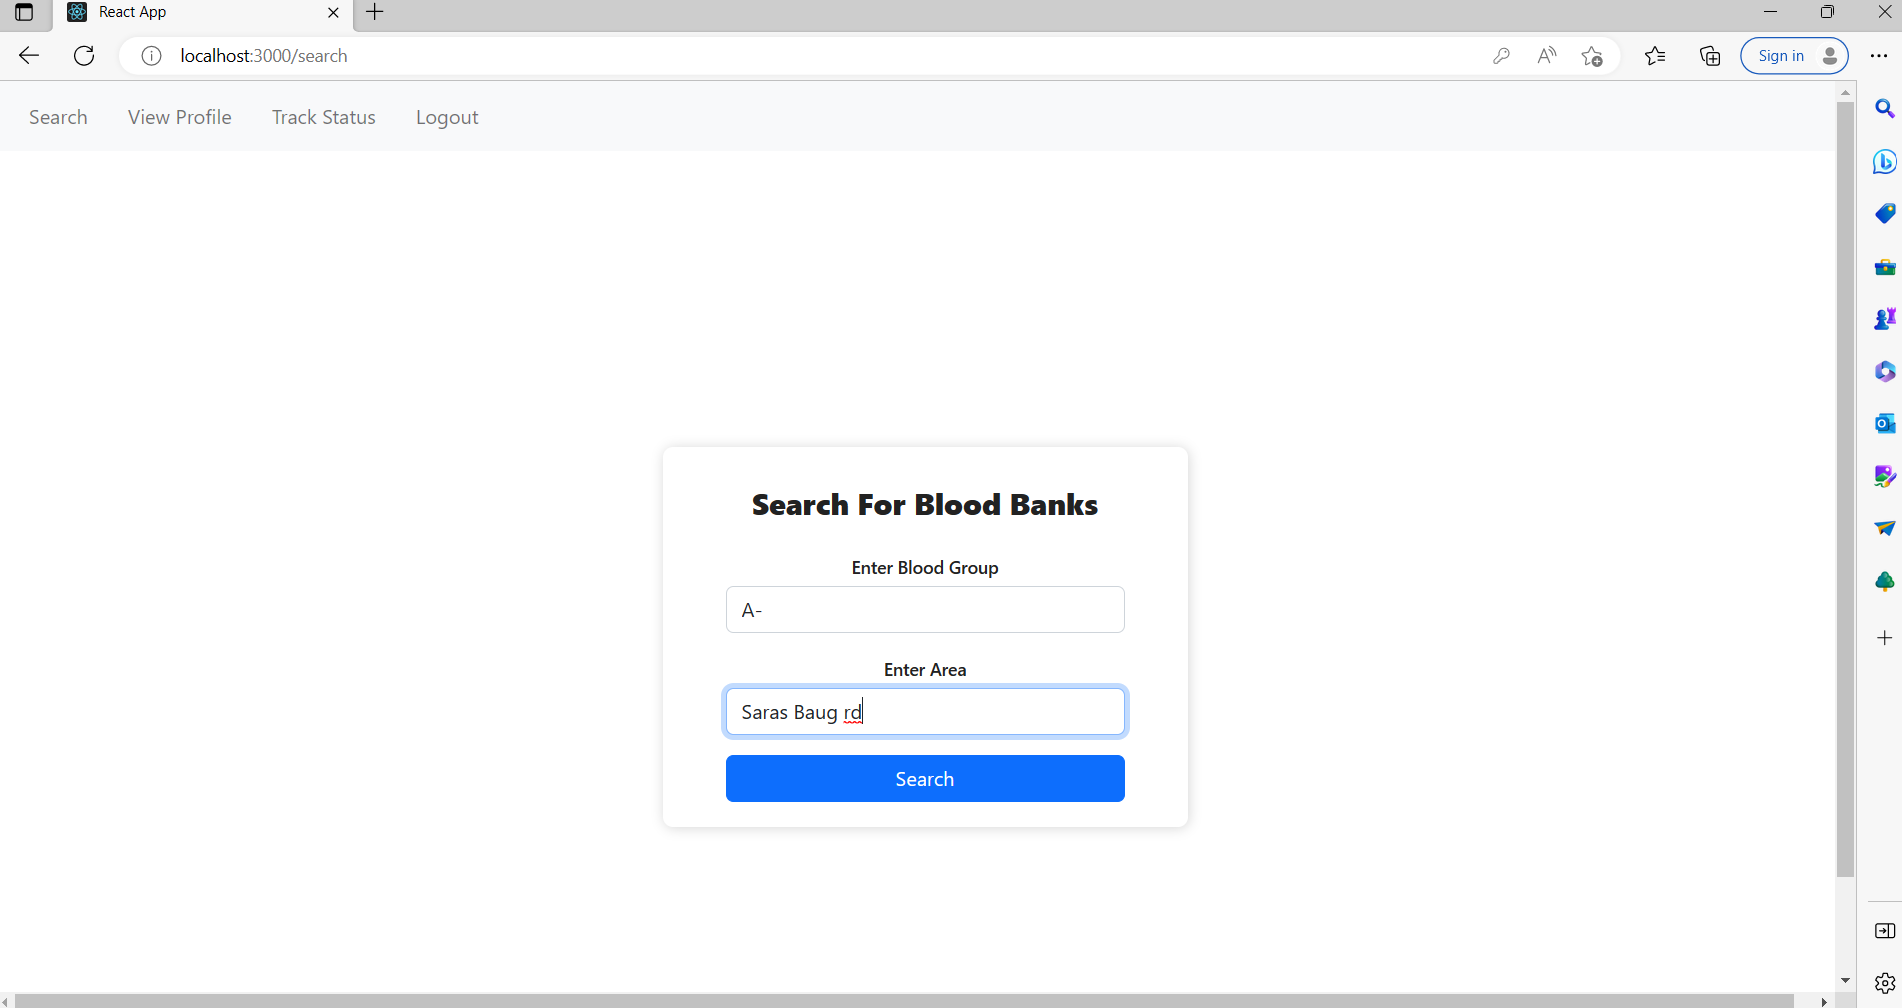 React App
localhost:3000/search
Sign in
Search View Profile Track Status Logout
Search For Blood Banks
Enter Blood Group
A-
Enter Area
Saras Baug rd
Search